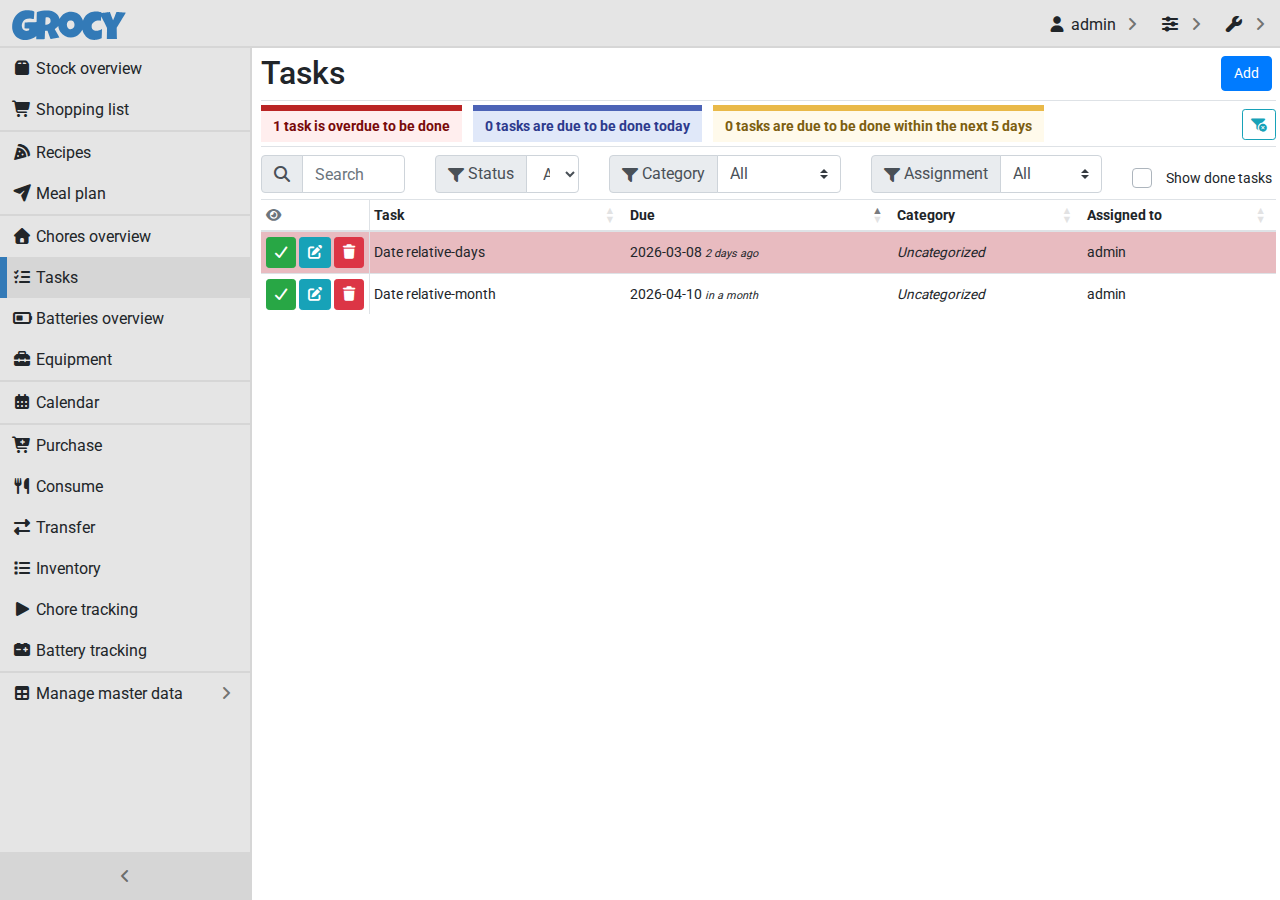 GROCY
admin
Stock overview
Shopping list
Recipes
Meal plan
Chores overview
Tasks
Batteries overview
Equipment
Calendar
Purchase
Consume
Transfer
Inventory
Chore tracking
Battery tracking
Manage master data
Tasks
Add
1 task is overdue to be done
0 tasks are due to be done today
0 tasks are due to be done within the next 5 days
Search
Status
Category All
Assignment All
Show done tasks
Task Due Category Assigned to
Date relative-days 2026-03-08 2 days ago Uncategorized admin
Date relative-month 2026-04-10 in a month Uncategorized admin